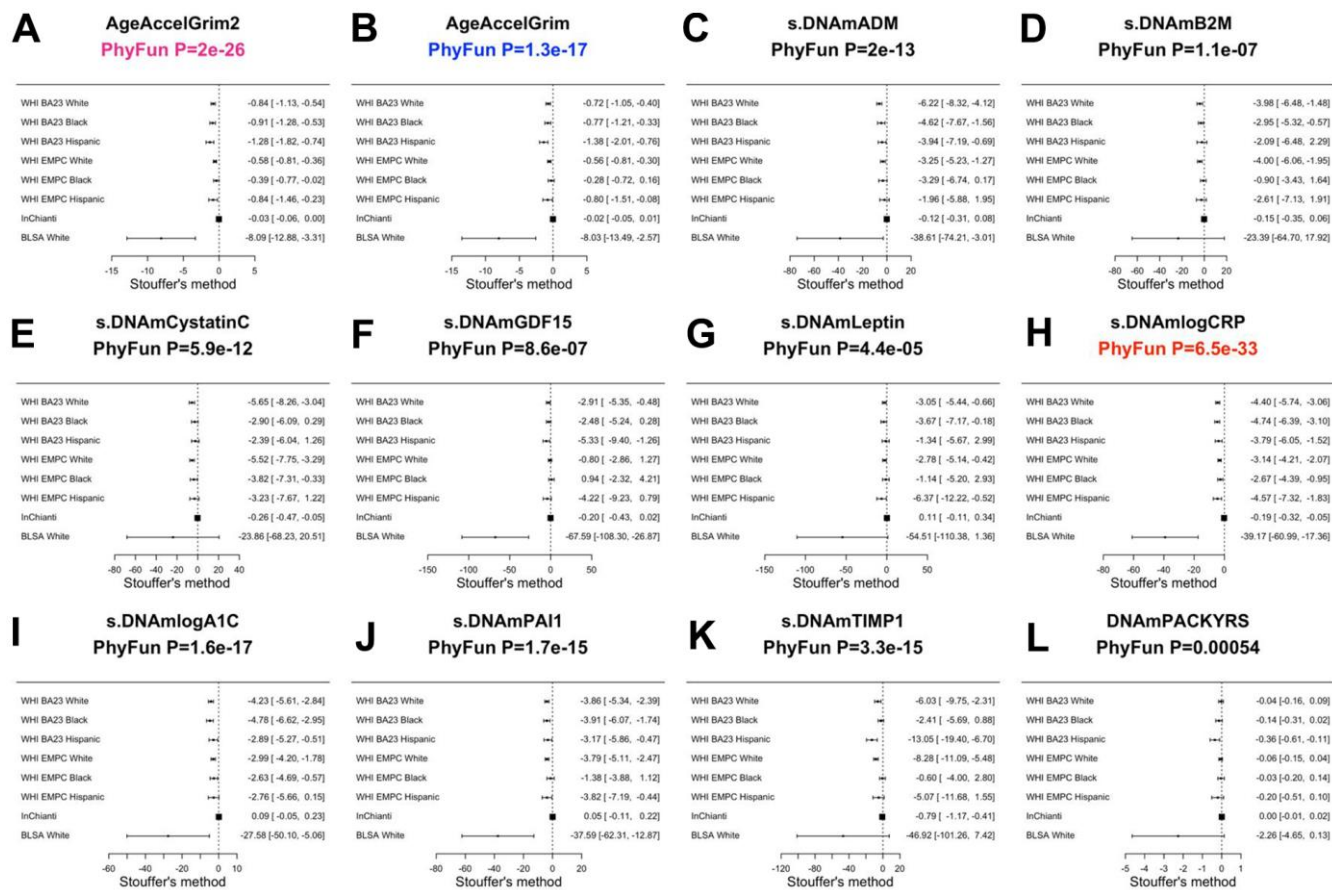 A
AgeAccelGrim2
PhyFun P=2e-26
WHI BA23 White -0.84 [ -1.13, -0.54]
WHI BA23 Black -0.91 [ -1.28, -0.53]
WHI BA23 Hispanic -1.28 [ -1.82, -0.74]
WHI EMPC White -0.58 [ -0.81, -0.36]
WHI EMPC Black -0.39 [ -0.77, -0.02]
WHI EMPC Hispanic -0.84 [ -1.46, -0.23]
InChianti -0.03 [ -0.06, 0.00]
BLSA White -8.09 [-12.88, -3.31]
-15 -10 -5 0 5
Stouffer's method
B
AgeAccelGrim
PhyFun P=1.3e-17
WHI BA23 White -0.72 [ -1.05, -0.40]
WHI BA23 Black -0.77 [ -1.21, -0.33]
WHI BA23 Hispanic -1.38 [ -2.01, -0.76]
WHI EMPC White -0.56 [ -0.81, -0.30]
WHI EMPC Black -0.28 [ -0.72, 0.16]
WHI EMPC Hispanic -0.80 [ -1.51, -0.08]
InChianti -0.02 [ -0.05, 0.01]
BLSA White -8.03 [-13.49, -2.57]
-15 -10 -5 0 5
Stouffer's method
C
s.DNAmADM
PhyFun P=2e-13
WHI BA23 White -6.22 [ -8.32, -4.12]
WHI BA23 Black -4.62 [ -7.67, -1.56]
WHI BA23 Hispanic -3.94 [ -7.19, -0.69]
WHI EMPC White -3.25 [ -5.23, -1.27]
WHI EMPC Black -3.29 [ -6.74, 0.17]
WHI EMPC Hispanic -1.96 [ -5.88, 1.95]
InChianti -0.12 [ -0.31, 0.08]
BLSA White -38.61 [-74.21, -3.01]
-80 -60 -40 -20 0 20
Stouffer's method
D
s.DNAmB2M
PhyFun P=1.1e-07
WHI BA23 White -3.98 [ -6.48, -1.48]
WHI BA23 Black -2.95 [ -5.32, -0.57]
WHI BA23 Hispanic -2.09 [ -6.48, 2.29]
WHI EMPC White -4.00 [ -6.06, -1.95]
WHI EMPC Black -0.90 [ -3.43, 1.64]
WHI EMPC Hispanic -2.61 [ -7.13, 1.91]
InChianti -0.15 [ -0.35, 0.06]
BLSA White -23.39 [-64.70, 17.92]
-80 -60 -40 -20 0 20
Stouffer's method
E
s.DNAmCystatinC
PhyFun P=5.9e-12
WHI BA23 White -5.65 [ -8.26, -3.04]
WHI BA23 Black -2.90 [ -6.09, 0.29]
WHI BA23 Hispanic -2.39 [ -6.04, 1.26]
WHI EMPC White -5.52 [ -7.75, -3.29]
WHI EMPC Black -3.82 [ -7.31, -0.33]
WHI EMPC Hispanic -3.23 [ -7.67, 1.22]
InChianti -0.26 [ -0.47, -0.05]
BLSA White -23.86 [-68.23, 20.51]
-80 -60 -40 -20 0 20 40
Stouffer's method
F
s.DNAmGDF15
PhyFun P=8.6e-07
WHI BA23 White -2.91 [ -5.35, -0.48]
WHI BA23 Black -2.48 [ -5.24, 0.28]
WHI BA23 Hispanic -5.33 [ -9.40, -1.26]
WHI EMPC White -0.80 [ -2.86, 1.27]
WHI EMPC Black 0.94 [ -2.32, 4.21]
WHI EMPC Hispanic -4.22 [ -9.23, 0.79]
InChianti -0.20 [ -0.43, 0.02]
BLSA White -67.59 [-108.30, -26.87]
-150 -100 -50 0 50
Stouffer's method
G
s.DNAmLeptin
PhyFun P=4.4e-05
WHI BA23 White -3.05 [ -5.44, -0.66]
WHI BA23 Black -3.67 [ -7.17, -0.18]
WHI BA23 Hispanic -1.34 [ -5.67, 2.99]
WHI EMPC White -2.78 [ -5.14, -0.42]
WHI EMPC Black -1.14 [ -5.20, 2.93]
WHI EMPC Hispanic -6.37 [ -12.22, -0.52]
InChianti 0.11 [ -0.11, 0.34]
BLSA White -54.51 [-110.38, 1.36]
-150 -100 -50 0 50
Stouffer's method
H
s.DNAmlogCRP
PhyFun P=6.5e-33
WHI BA23 White -4.40 [ -5.74, -3.06]
WHI BA23 Black -4.74 [ -6.39, -3.10]
WHI BA23 Hispanic -3.79 [ -6.05, -1.52]
WHI EMPC White -3.14 [ -4.21, -2.07]
WHI EMPC Black -2.67 [ -4.39, -0.95]
WHI EMPC Hispanic -4.57 [ -7.32, -1.83]
InChianti -0.19 [ -0.32, -0.05]
BLSA White -39.17 [-60.99, -17.36]
-80 -60 -40 -20 0
Stouffer's method
I
s.DNAmlogA1C
PhyFun P=1.6e-17
WHI BA23 White -4.23 [ -5.61, -2.84]
WHI BA23 Black -4.78 [ -6.62, -2.95]
WHI BA23 Hispanic -2.89 [ -5.27, -0.51]
WHI EMPC White -2.99 [ -4.20, -1.78]
WHI EMPC Black -2.63 [ -4.69, -0.57]
WHI EMPC Hispanic -2.76 [ -5.66, 0.15]
InChianti 0.09 [ -0.05, 0.23]
BLSA White -27.58 [-50.10, -5.06]
-60 -40 -20 0 10
Stouffer's method
J
s.DNAmPAI1
PhyFun P=1.7e-15
WHI BA23 White -3.86 [ -5.34, -2.39]
WHI BA23 Black -3.91 [ -6.07, -1.74]
WHI BA23 Hispanic -3.17 [ -5.86, -0.47]
WHI EMPC White -3.79 [ -5.11, -2.47]
WHI EMPC Black -1.38 [ -3.88, 1.12]
WHI EMPC Hispanic -3.82 [ -7.19, -0.44]
InChianti 0.05 [ -0.11, 0.22]
BLSA White -37.59 [-62.31, -12.87]
-80 -60 -40 -20 0 20
Stouffer's method
K
s.DNAmTIMP1
PhyFun P=3.3e-15
WHI BA23 White -6.03 [ -9.75, -2.31]
WHI BA23 Black -2.41 [ -5.69, 0.88]
WHI BA23 Hispanic -13.05 [ -19.40, -6.70]
WHI EMPC White -8.28 [ -11.09, -5.48]
WHI EMPC Black -0.60 [ -4.00, 2.80]
WHI EMPC Hispanic -5.07 [ -11.68, 1.55]
InChianti -0.79 [ -1.17, -0.41]
BLSA White -46.92 [-101.26, 7.42]
-120 -80 -40 0 20
Stouffer's method
L
DNAmPACKYRS
PhyFun P=0.00054
WHI BA23 White -0.04 [-0.16, 0.09]
WHI BA23 Black -0.14 [-0.31, 0.02]
WHI BA23 Hispanic -0.36 [-0.61, -0.11]
WHI EMPC White -0.06 [-0.15, 0.04]
WHI EMPC Black -0.03 [-0.20, 0.14]
WHI EMPC Hispanic -0.20 [-0.51, 0.10]
InChianti 0.00 [-0.01, 0.02]
BLSA White -2.26 [-4.65, 0.13]
-5 -4 -3 -2 -1 0 1
Stouffer's method